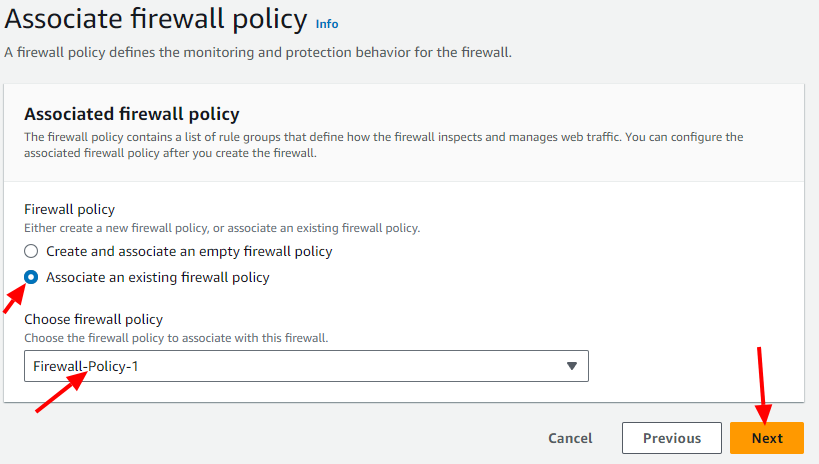 Associate firewall policy Info
A firewall policy defines the monitoring and protection behavior for the firewall.
Associated firewall policy
The firewall policy contains a list of rule groups that define how the firewall inspects and manages web traffic. You can configure the
associated firewall policy after you create the firewall.
Firewall policy
Either create a new firewall policy, or associate an existing firewall policy.
Create and associate an empty firewall policy
Associate an existing firewall policy
Choose firewall policy
Choose the firewall policy to associate with this firewall.
Firewall-Policy-1
Cancel Previous Next